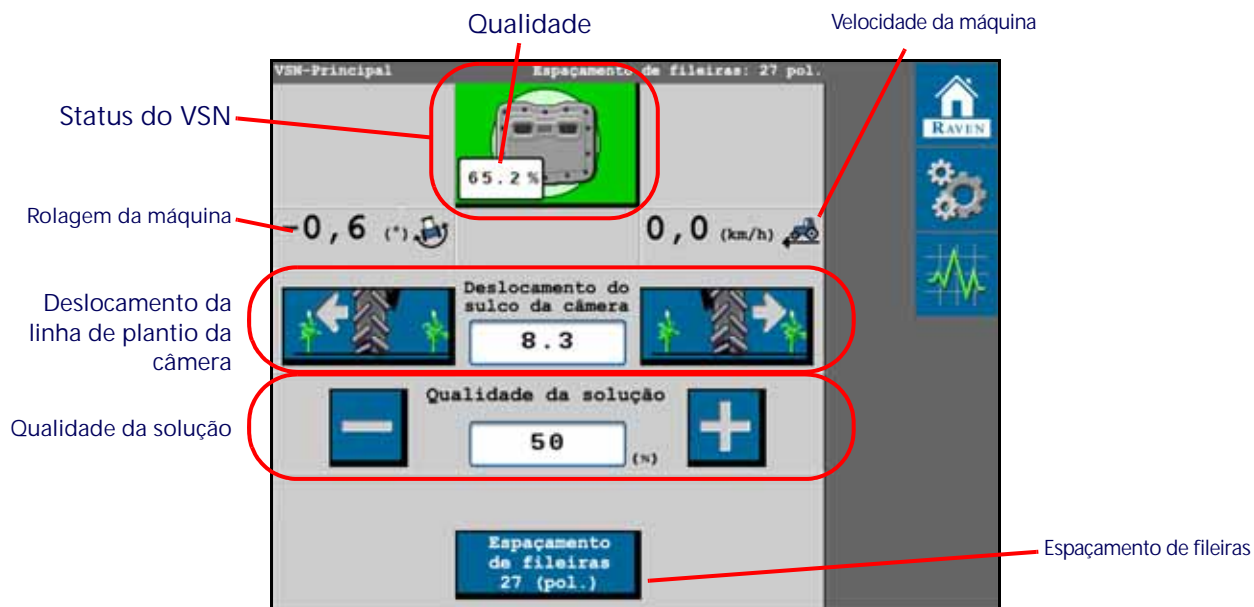 Qualidade
Velocidade da máquina
VSN-Principal
Espaçamento de fileiras: 27 pol.
Status do VSN
65.2 %
RAVEN
Rolagem da máquina
-0,6 (°)
0,0 (km/h)
Deslocamento da
linha de plantio da
câmera
Deslocamento do
sulco da câmera
8.3
Qualidade da solução
Qualidade da solução
50
(%)
Espaçamento
de fileiras
27 (pol.)
Espaçamento de fileiras